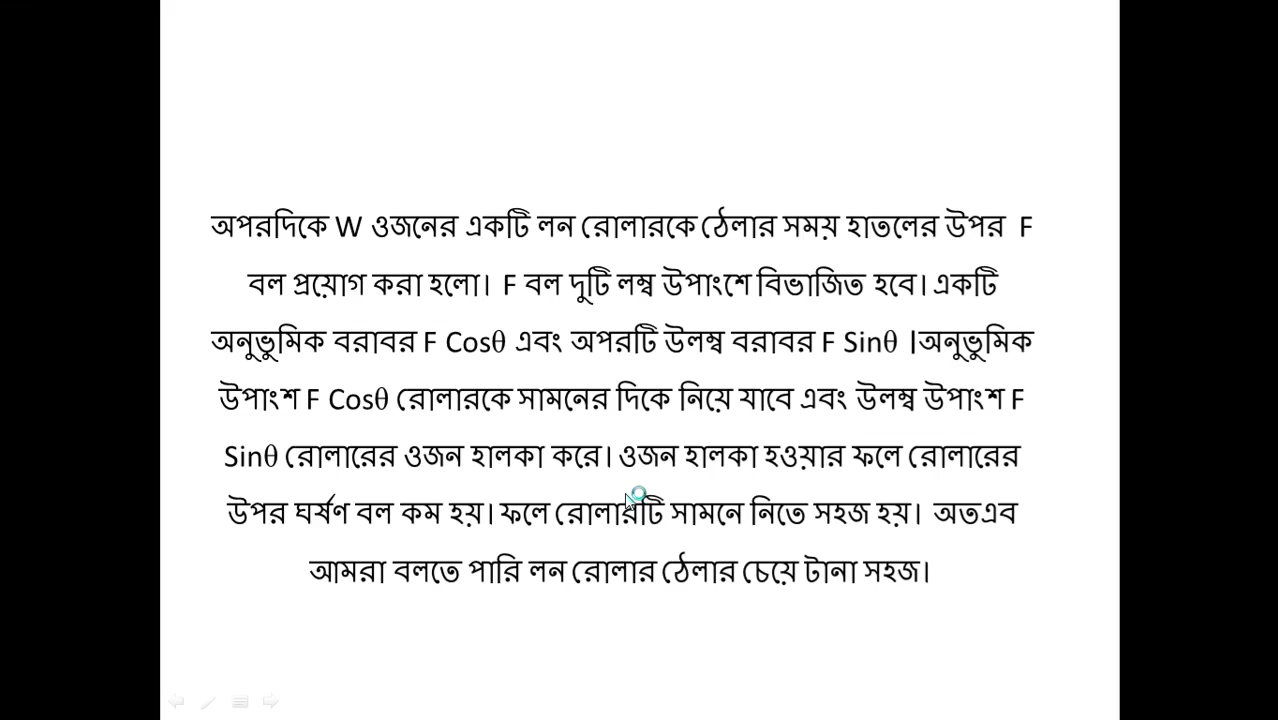 অপরদিকে W ওজনের একটি লন রোলারকে ঠেলার সময় হাতলের উপর F
বল প্রয়োগ করা হলো। F বল দুটি লম্ব উপাংশে বিভাজিত হবে। একটি
অনুভুমিক বরাবর F Cosθ এবং অপরটি উলম্ব বরাবর F Sinθ ।অনুভুমিক
উপাংশ F Cosθ রোলারকে সামনের দিকে নিয়ে যাবে এবং উলম্ব উপাংশ F
Sinθ রোলারের ওজন হালকা করে। ওজন হালকা হওয়ার ফলে রোলারের
উপর ঘর্ষণ বল কম হয়। ফলে রোলারটি সামনে নিতে সহজ হয়। অতএব
আমরা বলতে পারি লন রোলার ঠেলার চেয়ে টানা সহজ।